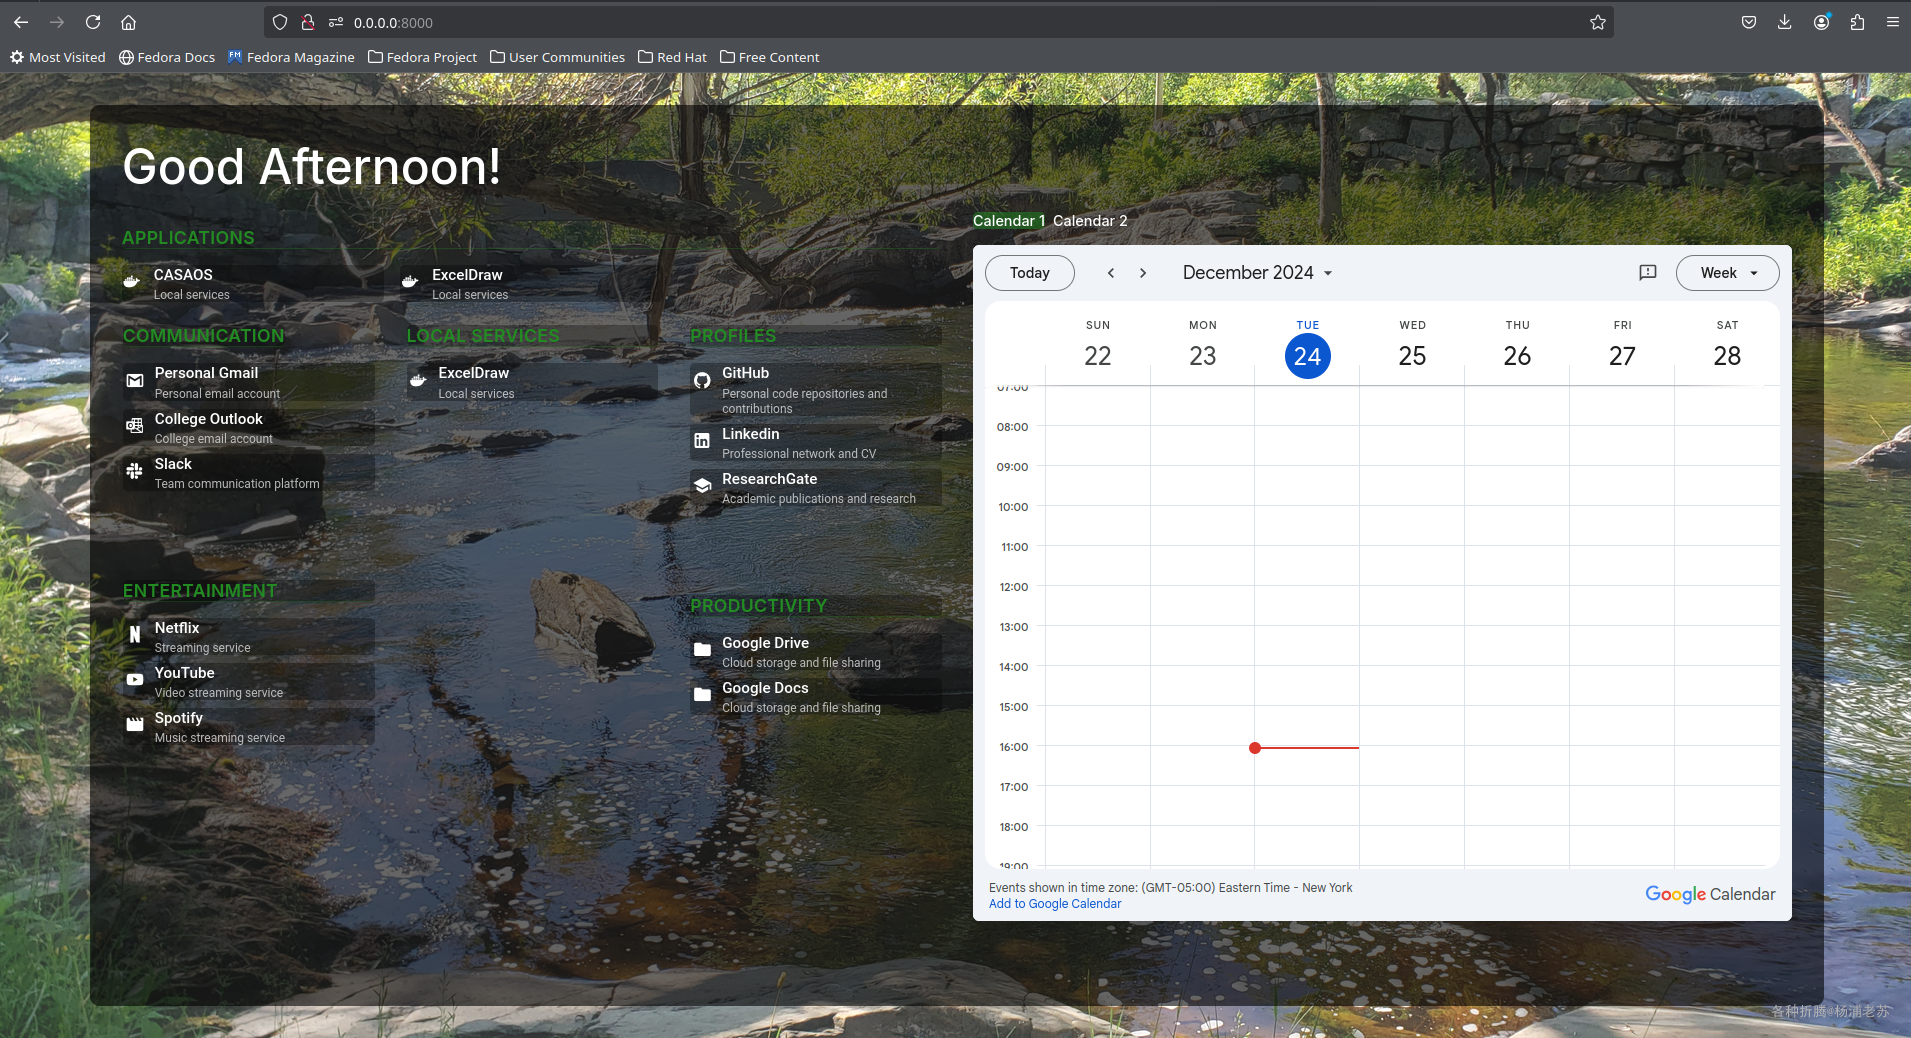 0.0.0.0:8000
Most Visited
Fedora Docs
Fedora Magazine
Fedora Project
User Communities
Red Hat
Free Content
Good Afternoon!
APPLICATIONS
CASAOS
Local services
ExcelDraw
Local services
COMMUNICATION
Personal Gmail
Personal email account
College Outlook
College email account
Slack
Team communication platform
LOCAL SERVICES
ExcelDraw
Local services
PROFILES
GitHub
Personal code repositories and
contributions
Linkedin
Professional network and CV
ResearchGate
Academic publications and research
ENTERTAINMENT
Netflix
Streaming service
YouTube
Video streaming service
Spotify
Music streaming service
PRODUCTIVITY
Google Drive
Cloud storage and file sharing
Google Docs
Cloud storage and file sharing
Calendar 1 Calendar 2
Today
December 2024
Week
SUN MON TUE WED THU FRI SAT
22 23 24 25 26 27 28
07:00
08:00
09:00
10:00
11:00
12:00
13:00
14:00
15:00
16:00
17:00
18:00
19:00
Events shown in time zone: (GMT-05:00) Eastern Time - New York
Add to Google Calendar
Google Calendar
各种折腾@杨浦老苏